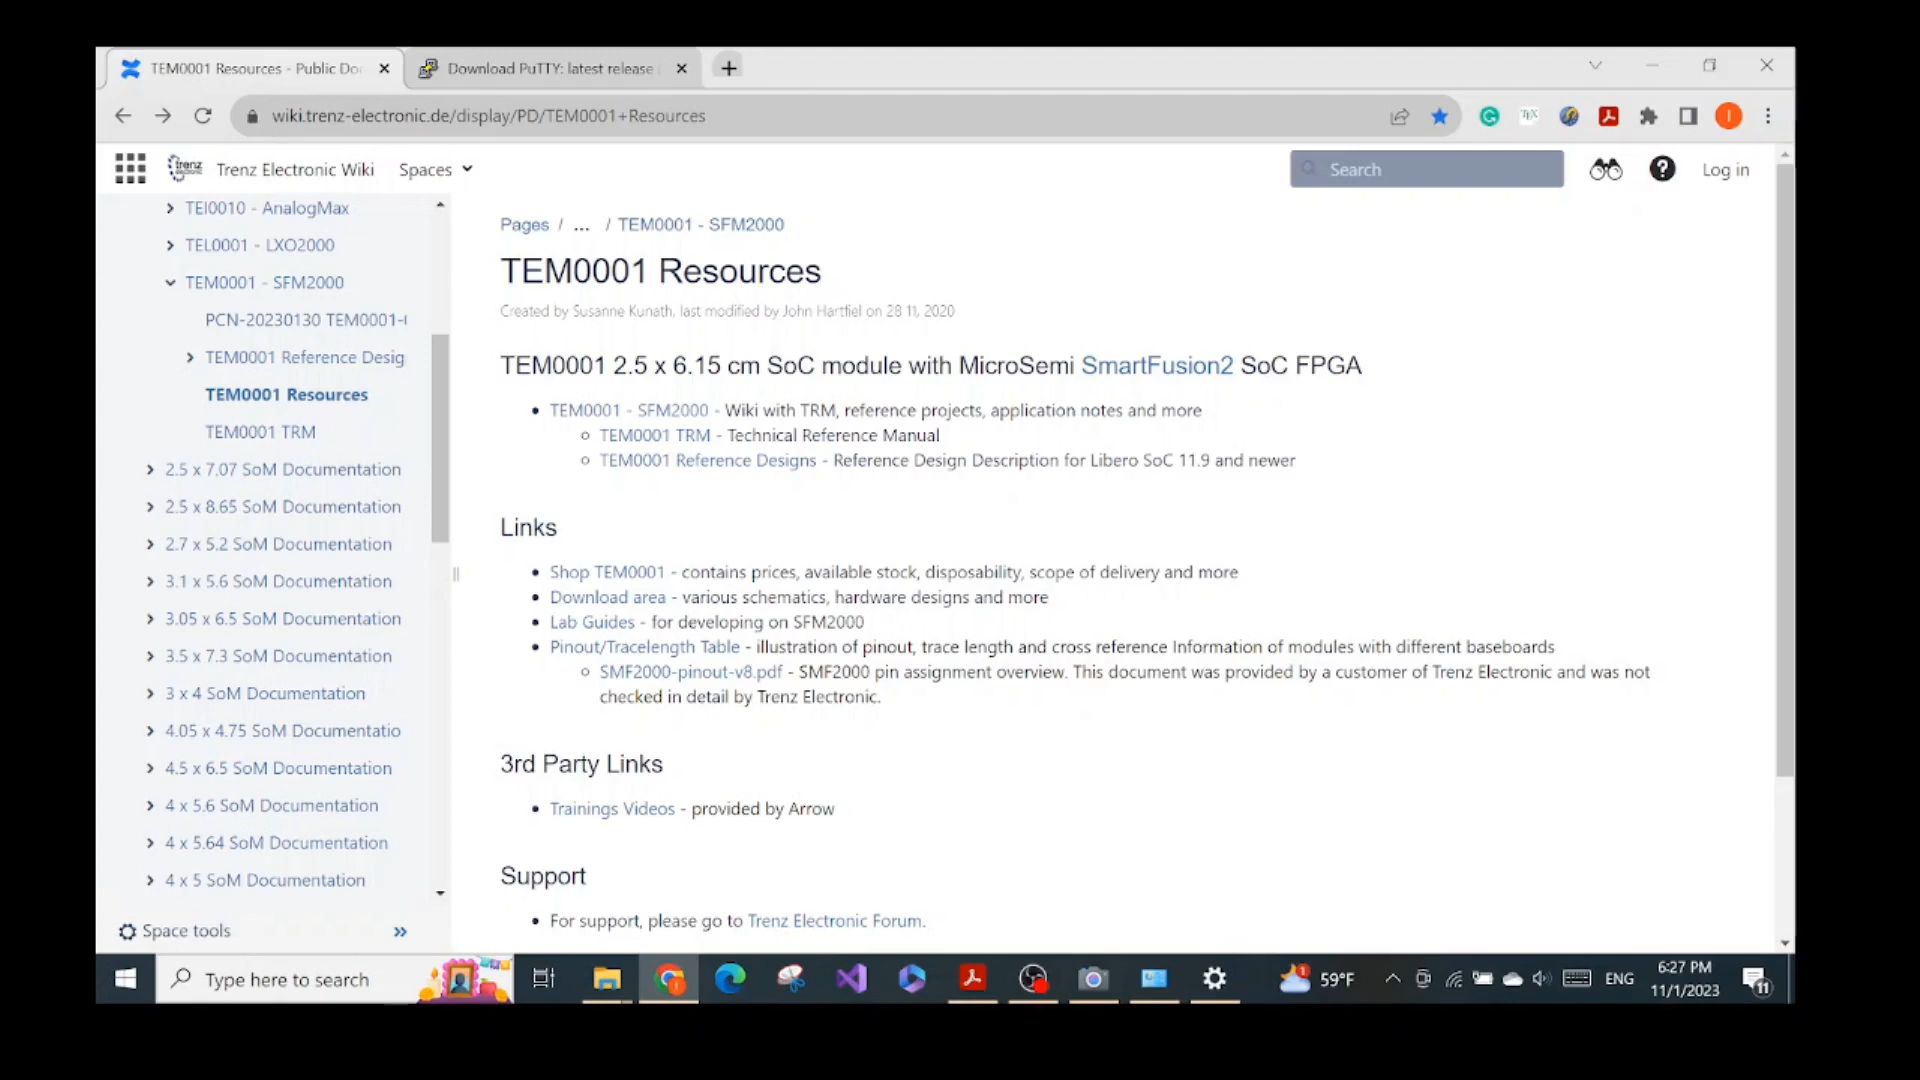 TEM0001 Resources - Public Do
Download PuTTY: latest release
wiki.trenz-electronic.de/display/PD/TEM0001+Resources
trenz electronic
Trenz Electronic Wiki
Spaces
Search
Log in
TEI0010 - AnalogMax
TEL0001 - LXO2000
TEM0001 - SFM2000
PCN-20230130 TEM0001-
TEM0001 Reference Desig
TEM0001 Resources
TEM0001 TRM
2.5 x 7.07 SoM Documentation
2.5 x 8.65 SoM Documentation
2.7 x 5.2 SoM Documentation
3.1 x 5.6 SoM Documentation
3.05 x 6.5 SoM Documentation
3.5 x 7.3 SoM Documentation
3 x 4 SoM Documentation
4.05 x 4.75 SoM Documentatio
4.5 x 6.5 SoM Documentation
4 x 5.6 SoM Documentation
4 x 5.64 SoM Documentation
4 x 5 SoM Documentation
Space tools
Pages / ... / TEM0001 - SFM2000
TEM0001 Resources
Created by Susanne Kunath, last modified by John Hartfiel on 28 11, 2020
TEM0001 2.5 x 6.15 cm SoC module with MicroSemi SmartFusion2 SoC FPGA
TEM0001 - SFM2000 - Wiki with TRM, reference projects, application notes and more
TEM0001 TRM - Technical Reference Manual
TEM0001 Reference Designs - Reference Design Description for Libero SoC 11.9 and newer
Links
Shop TEM0001 - contains prices, available stock, disposability, scope of delivery and more
Download area - various schematics, hardware designs and more
Lab Guides - for developing on SFM2000
Pinout/Tracelength Table - illustration of pinout, trace length and cross reference Information of modules with different baseboards
SMF2000-pinout-v8.pdf - SMF2000 pin assignment overview. This document was provided by a customer of Trenz Electronic and was not
checked in detail by Trenz Electronic.
3rd Party Links
Trainings Videos - provided by Arrow
Support
For support, please go to Trenz Electronic Forum.
Type here to search
1
59°F
ENG
6:27 PM
11/1/2023
11